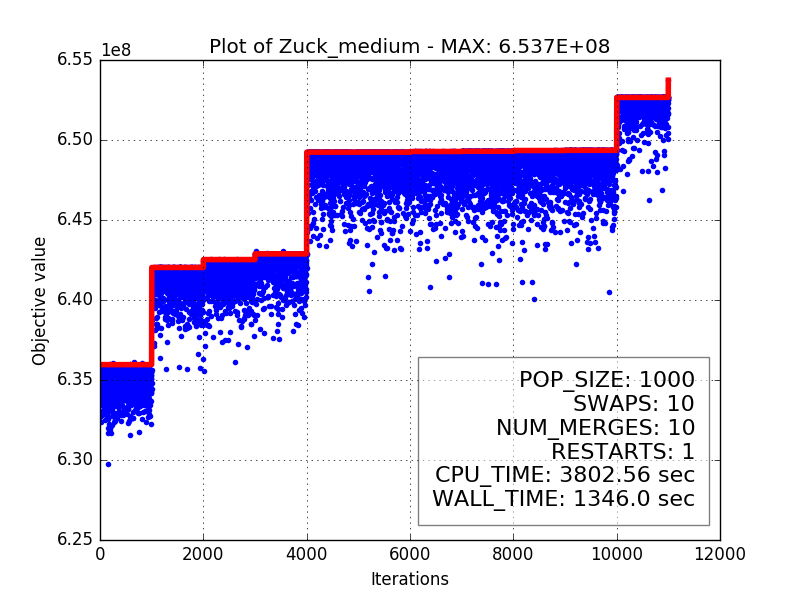 Plot of Zuck_medium - MAX: 6.537E+08
1e8
6.55
6.50
6.45
6.40
6.35
6.30
6.25
Objective value
POP_SIZE: 1000
SWAPS: 10
NUM_MERGES: 10
RESTARTS: 1
CPU_TIME: 3802.56 sec
WALL_TIME: 1346.0 sec
0 2000 4000 6000 8000 10000 12000
Iterations